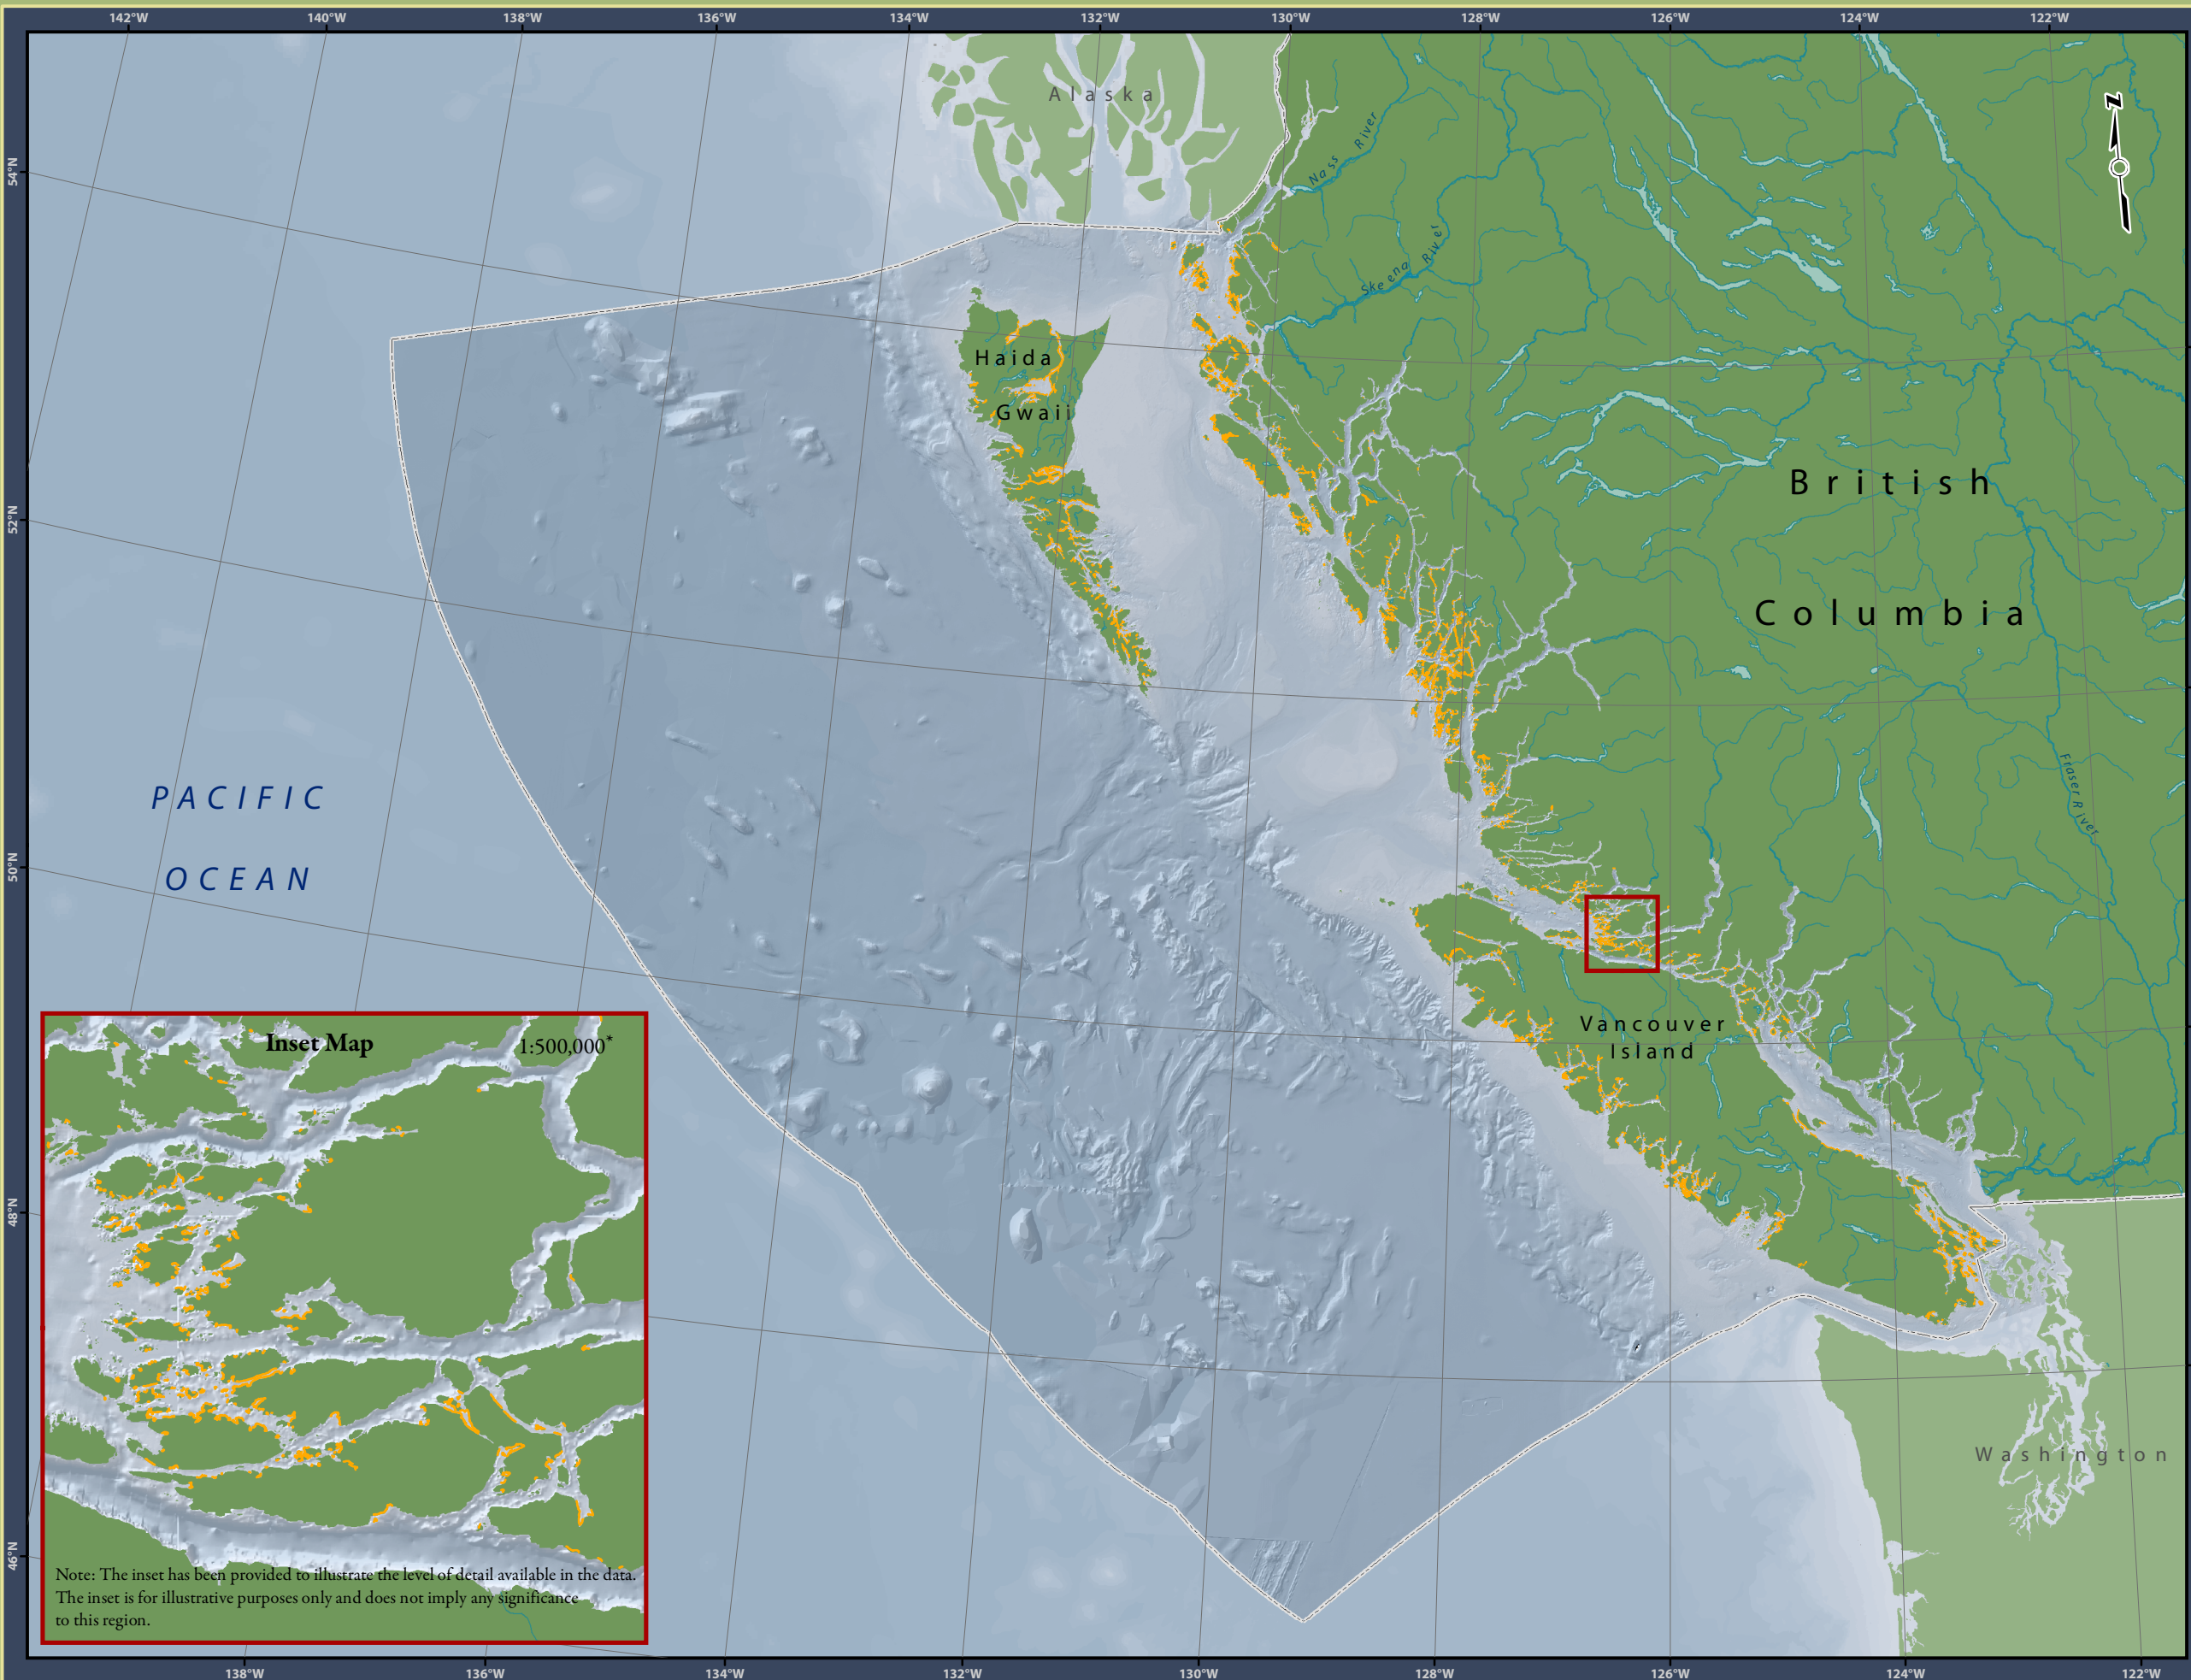 142°W 140°W 138°W 136°W 134°W 132°W 130°W 128°W 126°W 124°W 122°W
Alaska
Nass River
54°N
Skeena River
Haida
Gwaii
British
52°N
Columbia
Fraser River
PACIFIC
50°N
OCEAN
Vancouver
Island
Inset Map
1:500,000*
48°N
Washington
46°N
Note: The inset has been provided to illustrate the level of detail available in the data.
The inset is for illustrative purposes only and does not imply any significance
to this region.
138°W 136°W 134°W 132°W 130°W 128°W 126°W 124°W 122°W
N